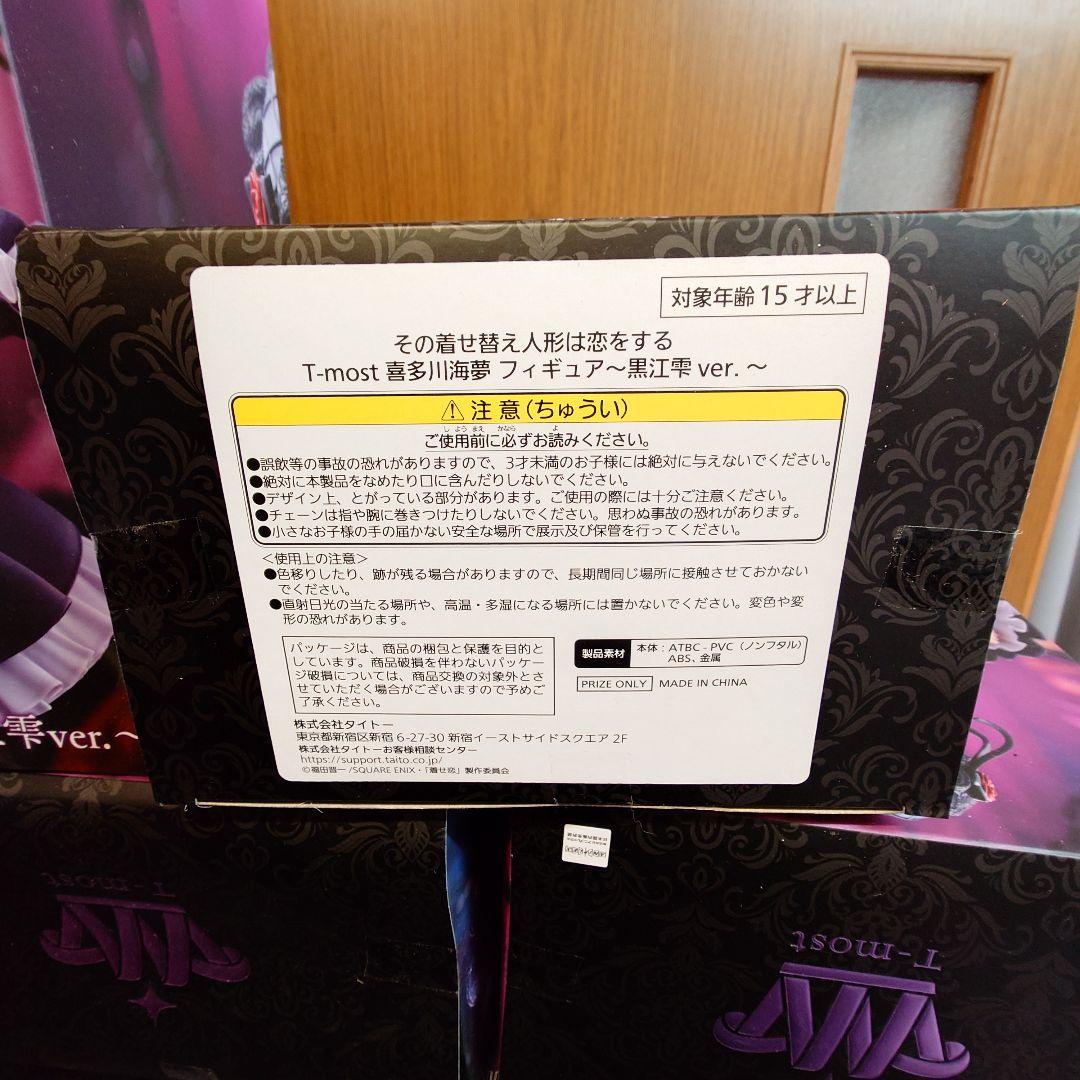 対象年齢 15 才以上
その着せ替え人形は恋をする
T-most 喜多川海夢 フィギュア～黒江雫 ver. ～
⚠ 注 意(ちゅうい)
しようまえ かなら よ
ご使用前に必ずお読みください。
●誤飲等の事故の恐れがありますので、3才未満のお子様には絶対に与えないでください。
●絶対に本製品をなめたり口に含んだりしないでください。
●デザイン上、とがっている部分があります。ご使用の際には十分ご注意ください。
●チェーンは指や腕に巻きつけたりしないでください。思わぬ事故の恐れがあります。
●小さなお子様の手の届かない安全な場所で展示及び保管を行ってください。
＜使用上の注意＞
●色移りしたり、跡が残る場合がありますので、長期間同じ場所に接触させておかない
でください。
●直射日光の当たる場所や、高温・多湿になる場所には置かないでください。変色や変
形の恐れがあります。
パッケージは、商品の梱包と保護を目的と
しています。商品破損を伴わないパッケー
ジ破損については、商品交換の対象外とさ
せていただく場合がございますので予めご
了承ください。
製品素材 本体：ATBC-PVC（ノンフタル）
ABS、金属
PRIZE ONLY MADE IN CHINA
株式会社タイトー
東京都新宿区新宿 6-27-30 新宿イーストサイドスクエア 2F
株式会社タイトーお客様相談センター
https://support.taito.co.jp/
©福田晋一/SQUARE ENIX・「着せ恋」製作委員会
雫ver.～
T-most
T-most